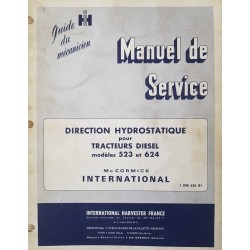 Guide
du
mécanicien
IH
Manuel de
Service
DIRECTION HYDROSTATIQUE
pour
TRACTEURS DIESEL
modèles 523 et 624
McCORMICK
INTERNATIONAL
INTERNATIONAL HARVESTER FRANCE